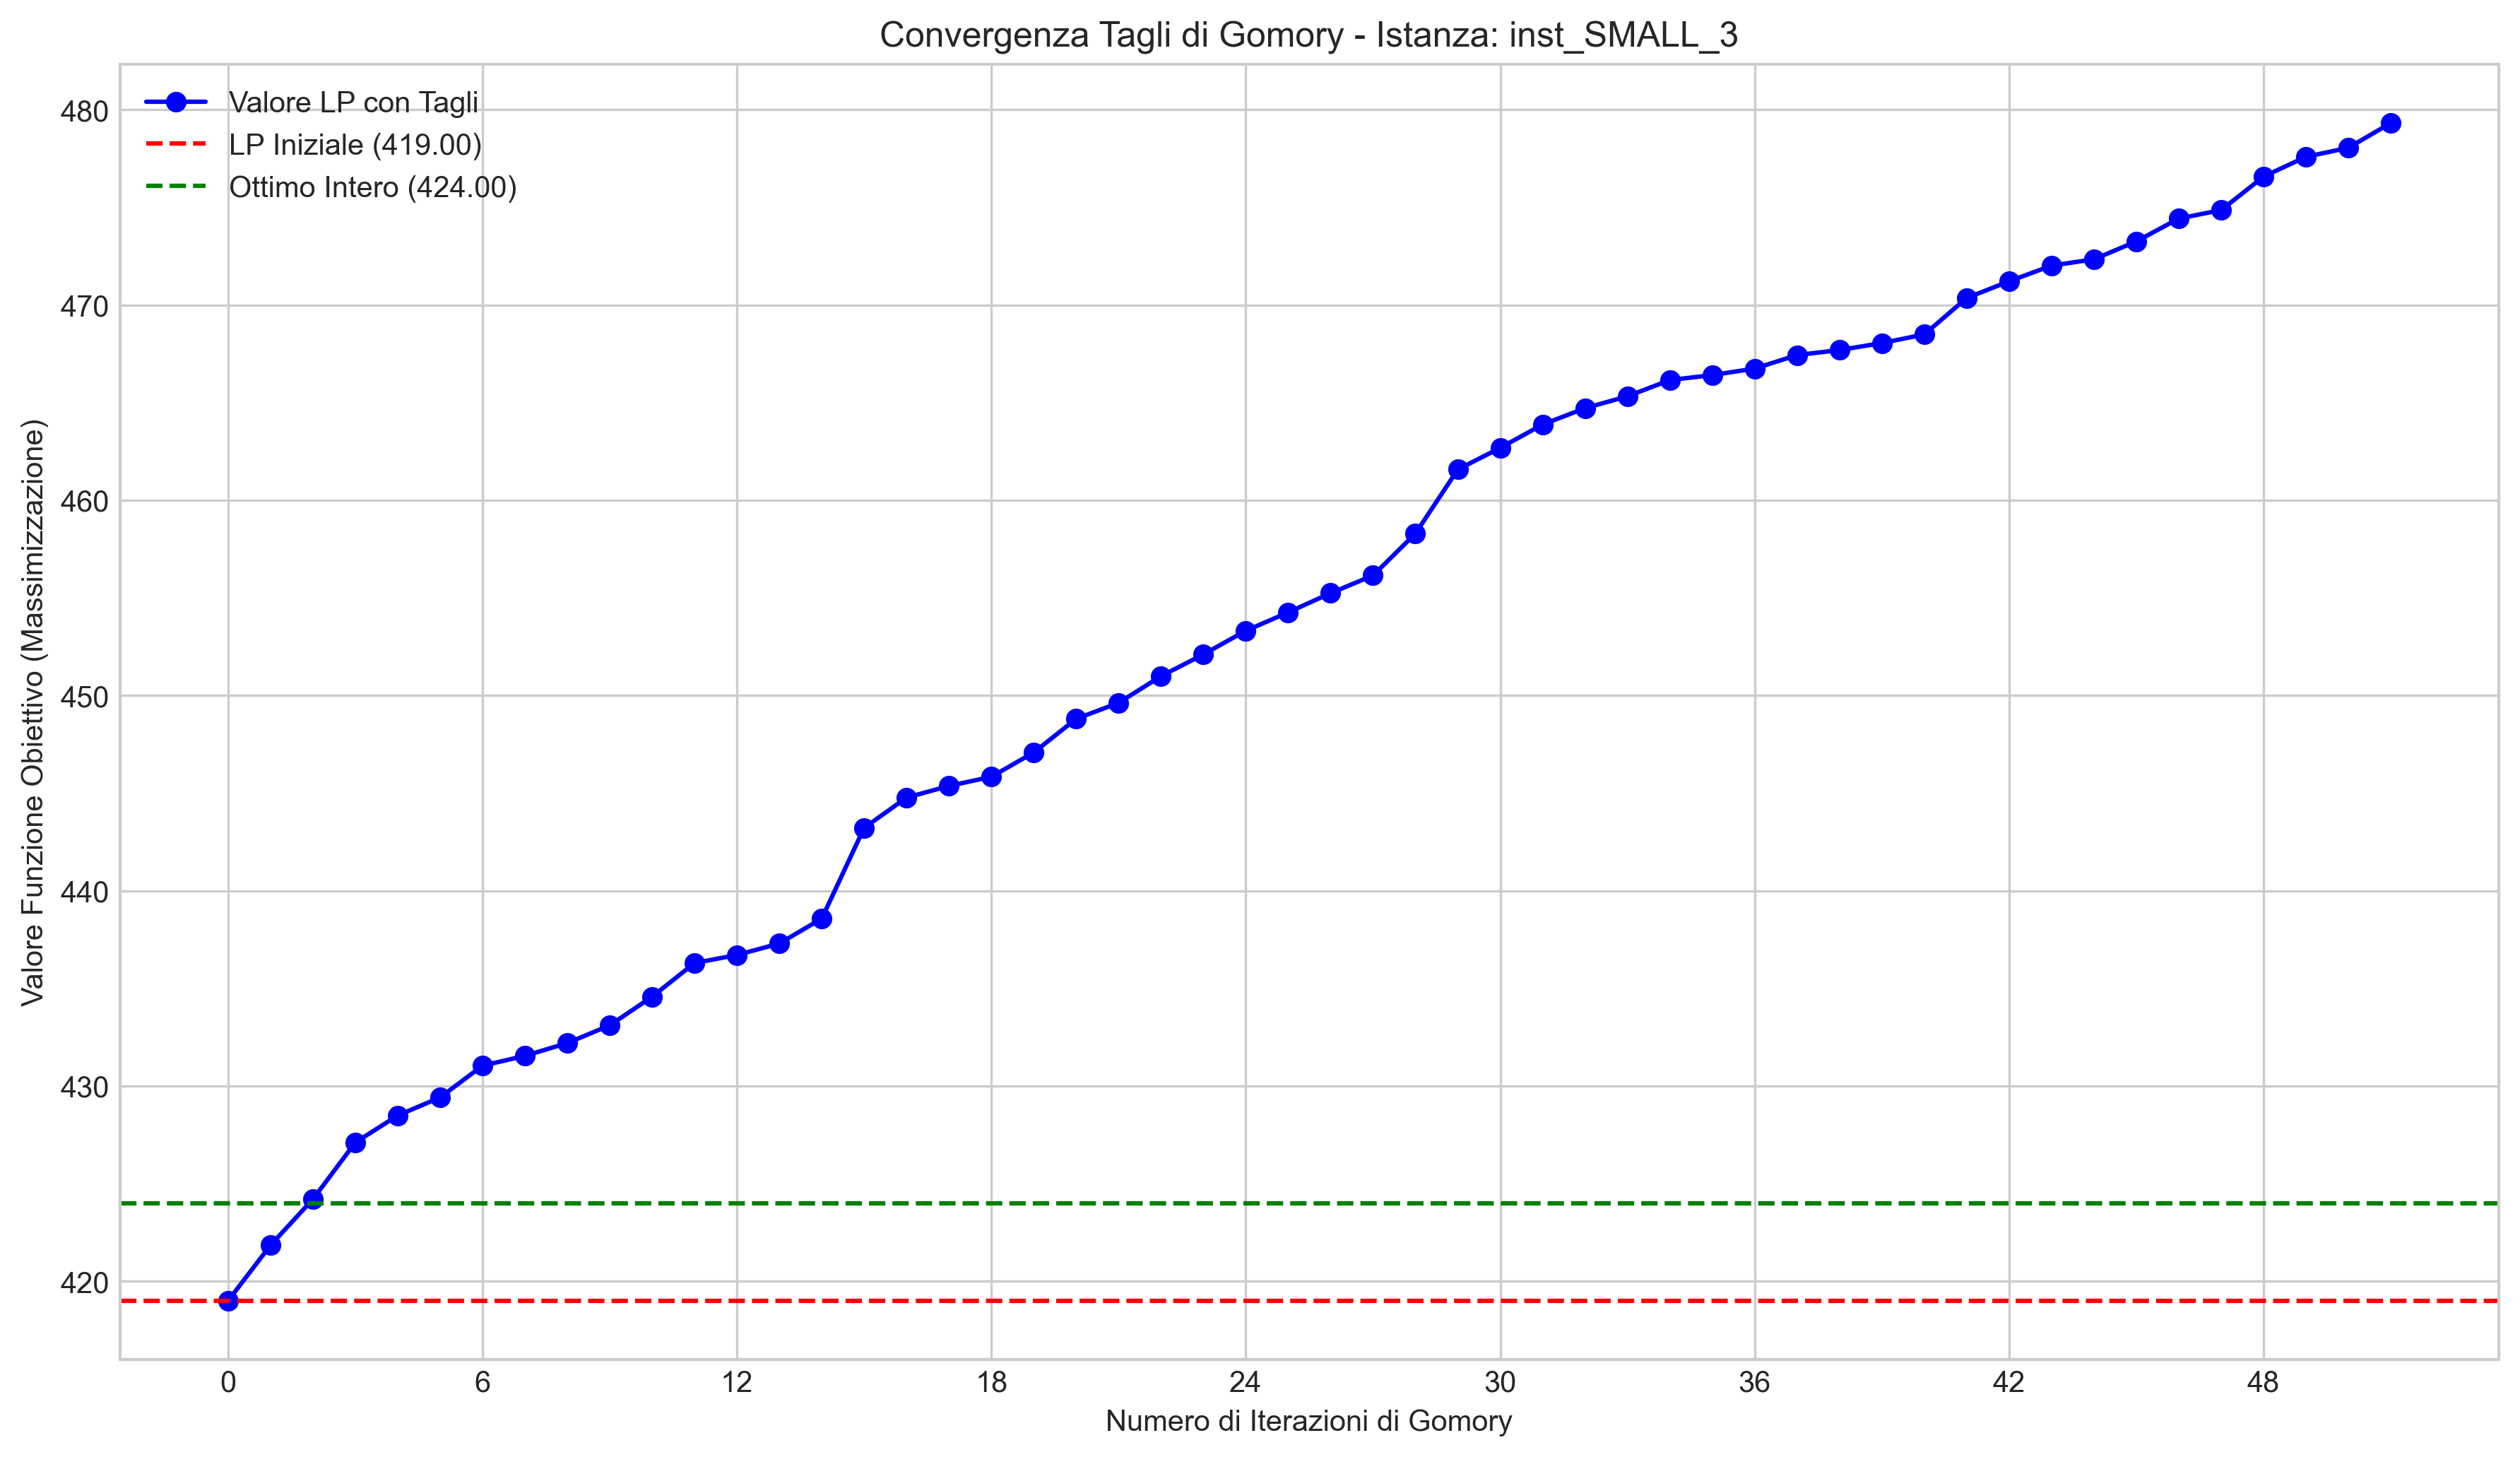 Convergenza Tagli di Gomory - Istanza: inst_SMALL_3
Valore LP con Tagli
LP Iniziale (419.00)
Ottimo Intero (424.00)
Valore Funzione Obiettivo (Massimizzazione)
480
470
460
450
440
430
420
0 6 12 18 24 30 36 42 48
Numero di Iterazioni di Gomory